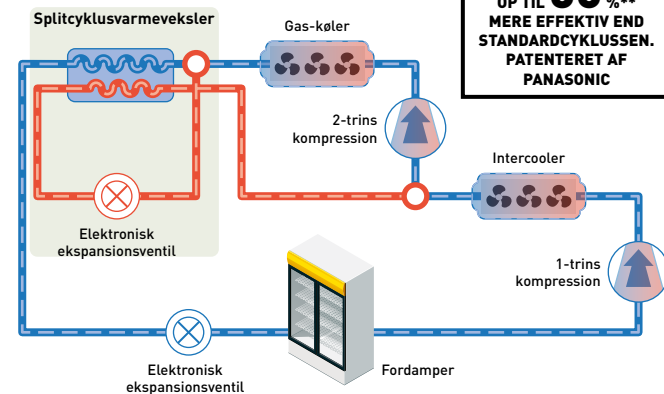 Splitcyklusvarmeveksler
Gas-køler
OP TIL %**
MERE EFFEKTIV END
STANDARDCYKLUSSEN.
PATENTERET AF
PANASONIC
2-trins
kompression
Intercooler
Elektronisk
ekspansionsventil
1-trins
kompression
Elektronisk
ekspansionsventil
Fordamper